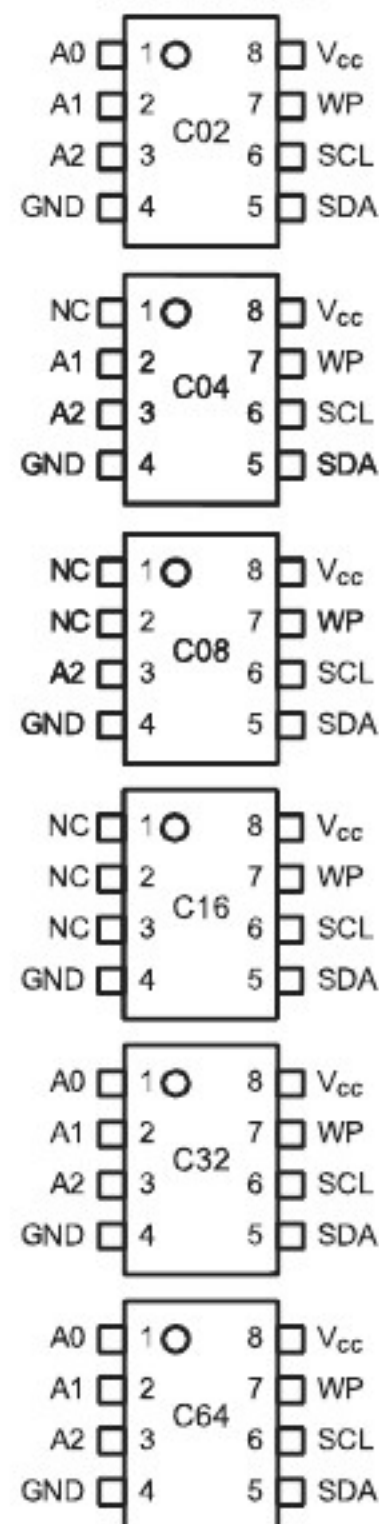 A0 1 8 Vcc
A1 2 7 WP
C02
A2 3 6 SCL
GND 4 5 SDA
NC 1 8 Vcc
A1 2 7 WP
C04
A2 3 6 SCL
GND 4 5 SDA
NC 1 8 Vcc
NC 2 7 WP
C08
A2 3 6 SCL
GND 4 5 SDA
NC 1 8 Vcc
NC 2 7 WP
C16
NC 3 6 SCL
GND 4 5 SDA
A0 1 8 Vcc
A1 2 7 WP
C32
A2 3 6 SCL
GND 4 5 SDA
A0 1 8 Vcc
A1 2 7 WP
C64
A2 3 6 SCL
GND 4 5 SDA